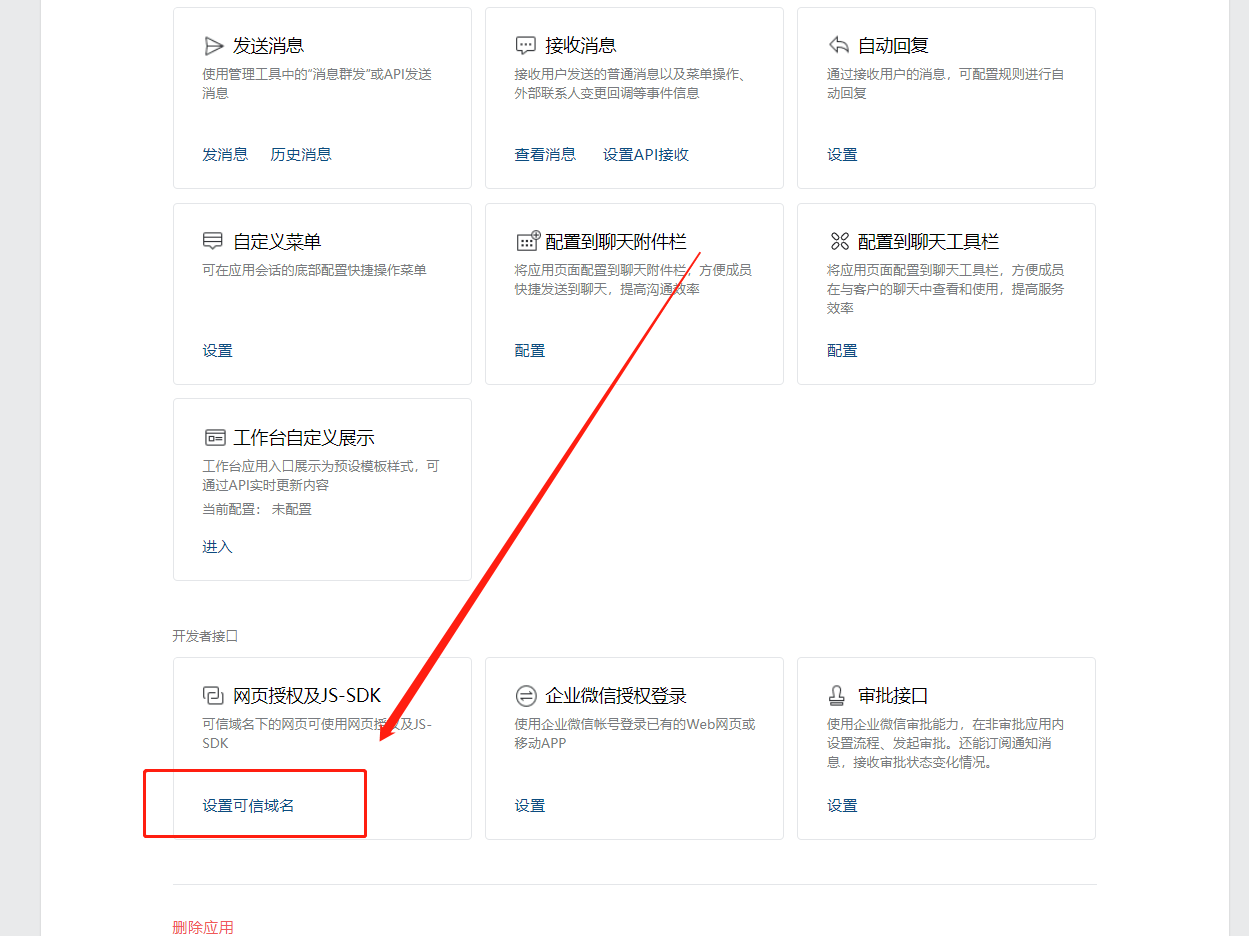 发送消息
使用管理工具中的“消息群发”或API发送
消息
发消息 历史消息
接收消息
接收用户发送的普通消息以及菜单操作、
外部联系人变更回调等事件信息
查看消息 设置API接收
自动回复
通过接收用户的消息，可配置规则进行自
动回复
设置
自定义菜单
可在应用会话的底部配置快捷操作菜单
设置
配置到聊天附件栏
将应用页面配置到聊天附件栏，方便成员
快捷发送到聊天，提高沟通效率
配置
配置到聊天工具栏
将应用页面配置到聊天工具栏，方便成员
在与客户的聊天中查看和使用，提高服务
效率
配置
工作台自定义展示
工作台应用入口展示为预设模板样式，可
通过API实时更新内容
当前配置： 未配置
进入
开发者接口
网页授权及JS-SDK
可信域名下的网页可使用网页授权及JS-
SDK
设置可信域名
企业微信授权登录
使用企业微信帐号登录已有的Web网页或
移动APP
设置
审批接口
使用企业微信审批能力，在非审批应用内
设置流程、发起审批。还能订阅通知消
息，接收审批状态变化情况。
设置
删除应用